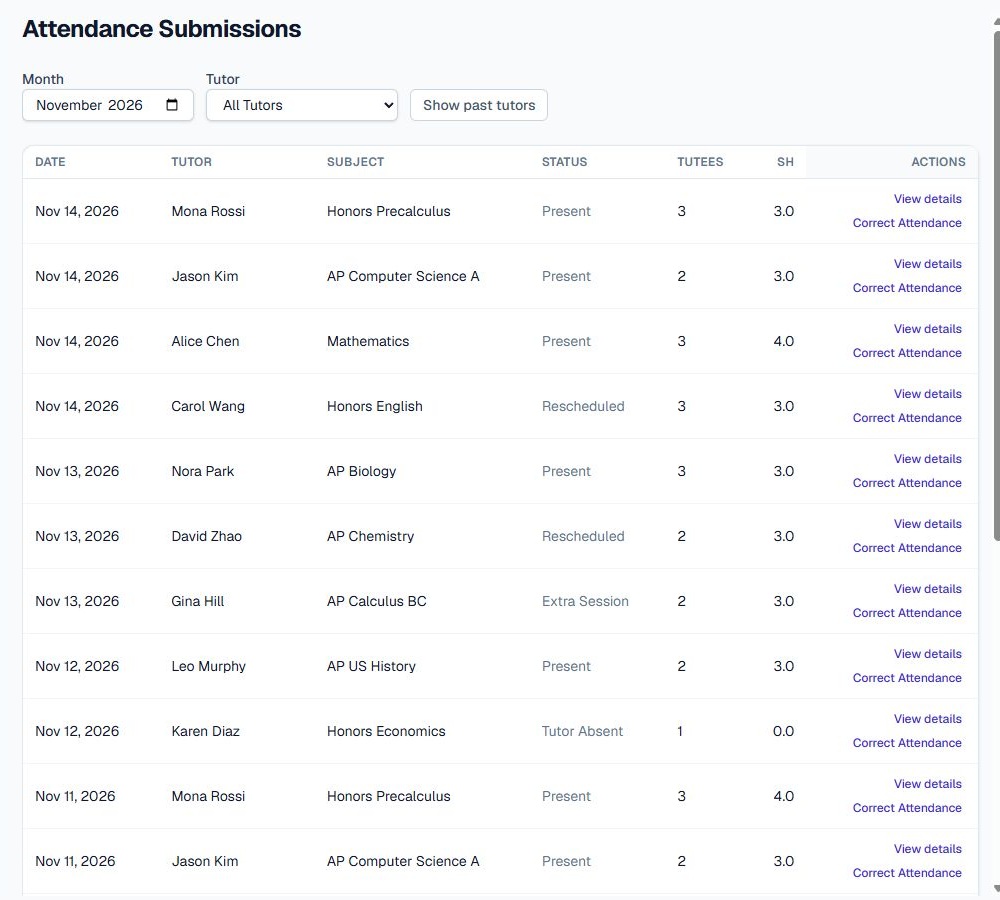 Attendance Submissions
Month Tutor
November 2026 All Tutors Show past tutors
DATE TUTOR SUBJECT STATUS TUTEES SH ACTIONS
Nov 14, 2026 Mona Rossi Honors Precalculus Present 3 3.0 View details
Correct Attendance
Nov 14, 2026 Jason Kim AP Computer Science A Present 2 3.0 View details
Correct Attendance
Nov 14, 2026 Alice Chen Mathematics Present 3 4.0 View details
Correct Attendance
Nov 14, 2026 Carol Wang Honors English Rescheduled 3 3.0 View details
Correct Attendance
Nov 13, 2026 Nora Park AP Biology Present 3 3.0 View details
Correct Attendance
Nov 13, 2026 David Zhao AP Chemistry Rescheduled 2 3.0 View details
Correct Attendance
Nov 13, 2026 Gina Hill AP Calculus BC Extra Session 2 3.0 View details
Correct Attendance
Nov 12, 2026 Leo Murphy AP US History Present 2 3.0 View details
Correct Attendance
Nov 12, 2026 Karen Diaz Honors Economics Tutor Absent 1 0.0 View details
Correct Attendance
Nov 11, 2026 Mona Rossi Honors Precalculus Present 3 4.0 View details
Correct Attendance
Nov 11, 2026 Jason Kim AP Computer Science A Present 2 3.0 View details
Correct Attendance